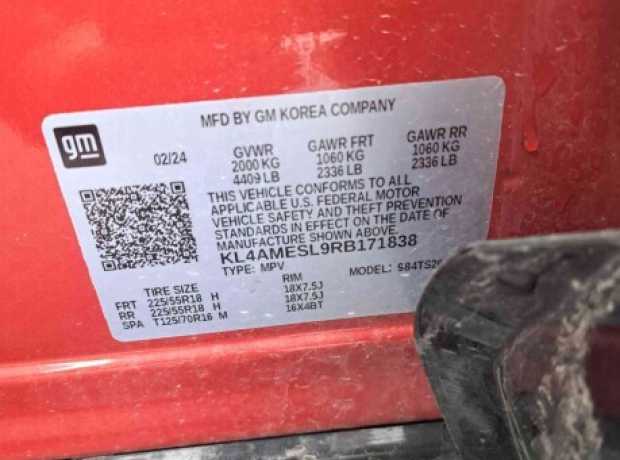 MFD BY GM KOREA COMPANY
gm
02/24 GVWR GAWR FRT GAWR RR
2000 KG 1060 KG 1060 KG
4409 LB 2336 LB 2336 LB
THIS VEHICLE CONFORMS TO ALL
APPLICABLE U.S. FEDERAL MOTOR
VEHICLE SAFETY AND THEFT PREVENTION
STANDARDS IN EFFECT ON THE DATE OF
MANUFACTURE SHOWN ABOVE.
KL4AMESL9RB171838
TYPE: MPV MODEL:
TIRE SIZE RIM
FRT 225/55R18 H 18X7.5J
RR 225/55R18 H 18X7.5J
SPA T125/70R16 M 16X4BT